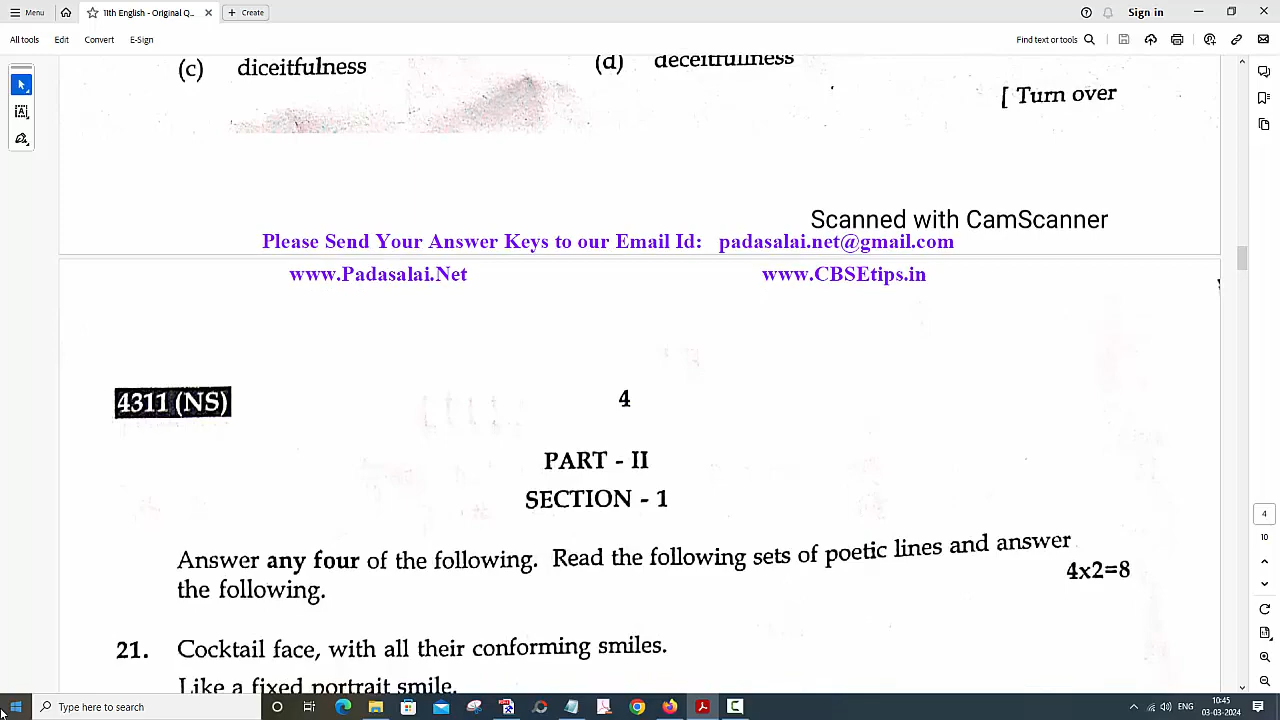 Menu
11th English - Original Q...
Create
Sign in
All tools
Edit
Convert
E-Sign
Find text or tools
(c) diceitfulness
(d) deceitfullness
[ Turn over
Scanned with CamScanner
Please Send Your Answer Keys to our Email Id: padasalai.net@gmail.com
www.Padasalai.Net
www.CBSEtips.in
4311 (NS)
4
PART - II
SECTION - 1
Answer any four of the following. Read the following sets of poetic lines and answer
the following.
4x2=8
21. Cocktail face, with all their conforming smiles.
Like a fixed portrait smile.
4
10
Type here to search
ENG
10:45
03-03-2024